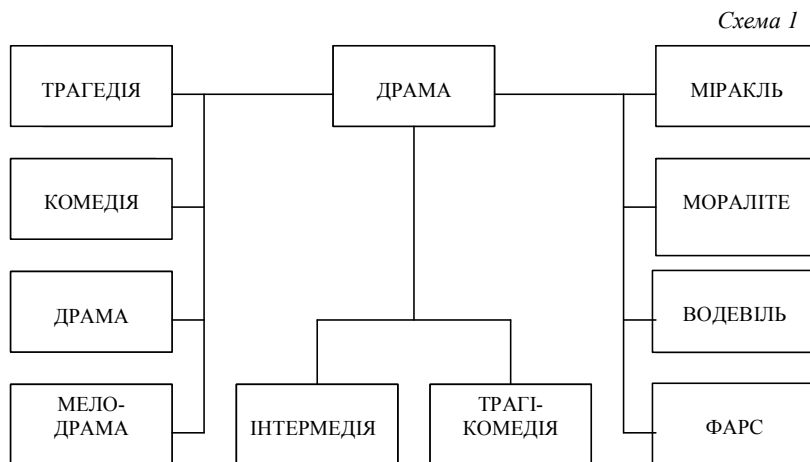 Схема 1
ТРАГЕДІЯ
ДРАМА
МІРАКЛЬ
КОМЕДІЯ
МОРАЛІТЕ
ДРАМА
ВОДЕВІЛЬ
МЕЛО-
ДРАМА
ІНТЕРМЕДІЯ
ТРАГІ-
КОМЕДІЯ
ФАРС